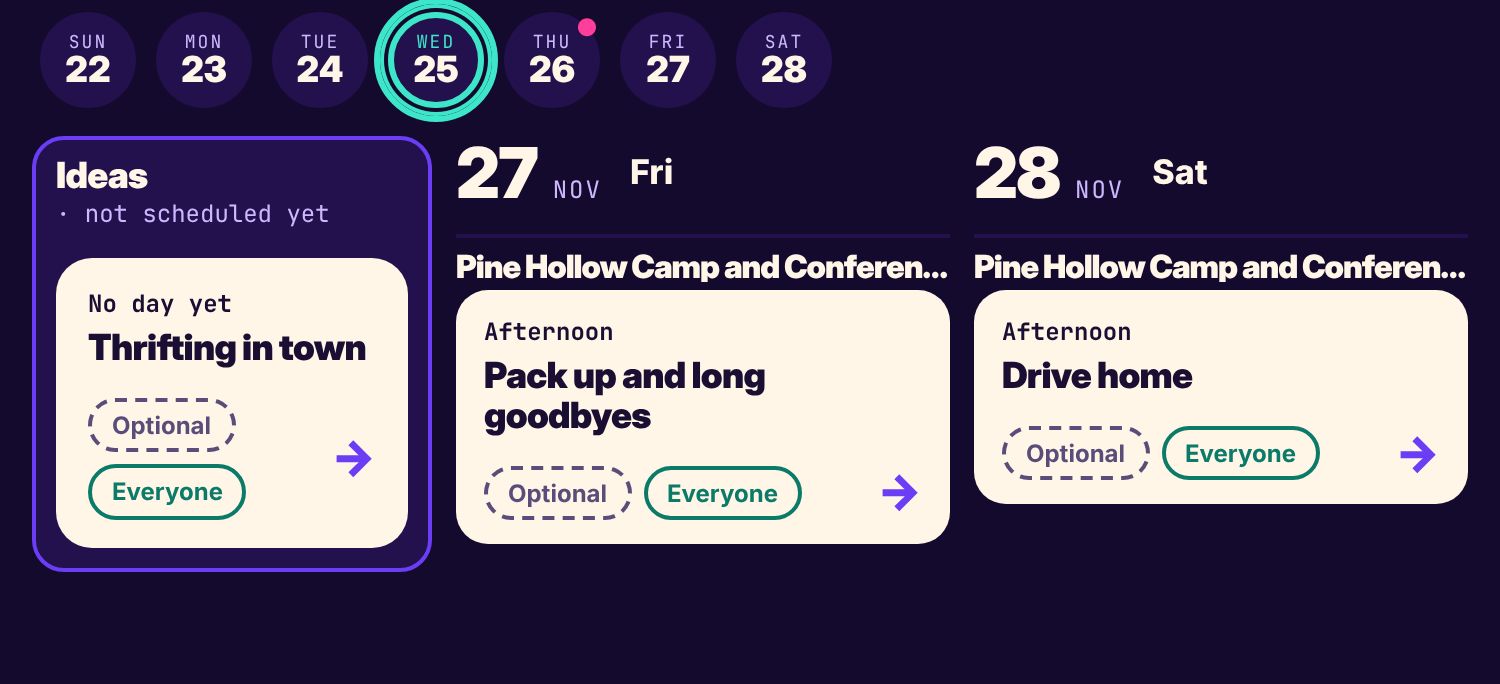 SUN
22
MON
23
TUE
24
WED
25
THU
26
FRI
27
SAT
28
Ideas
· not scheduled yet
No day yet
Thrifting in town
Optional
Everyone
27 NOV Fri
Pine Hollow Camp and Conferen...
Afternoon
Pack up and long
goodbyes
Optional
Everyone
28 NOV Sat
Pine Hollow Camp and Conferen...
Afternoon
Drive home
Optional
Everyone